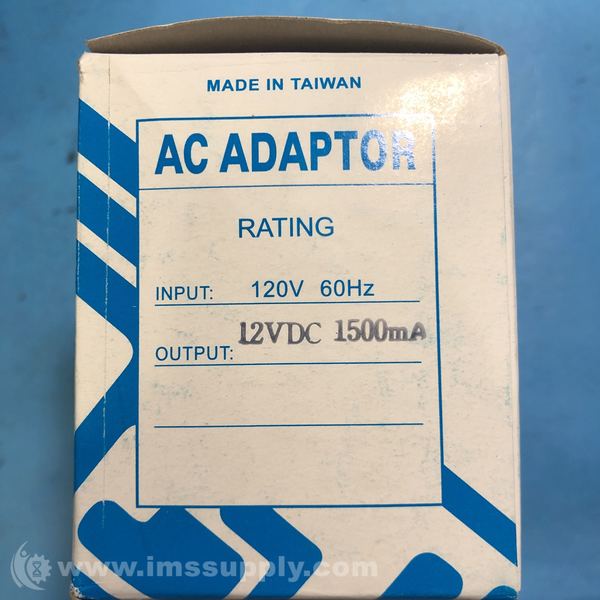 MADE IN TAIWAN
AC ADAPTOR
RATING
INPUT: 120V 60Hz
OUTPUT: 12VDC 1500mA
www.imssupply.com